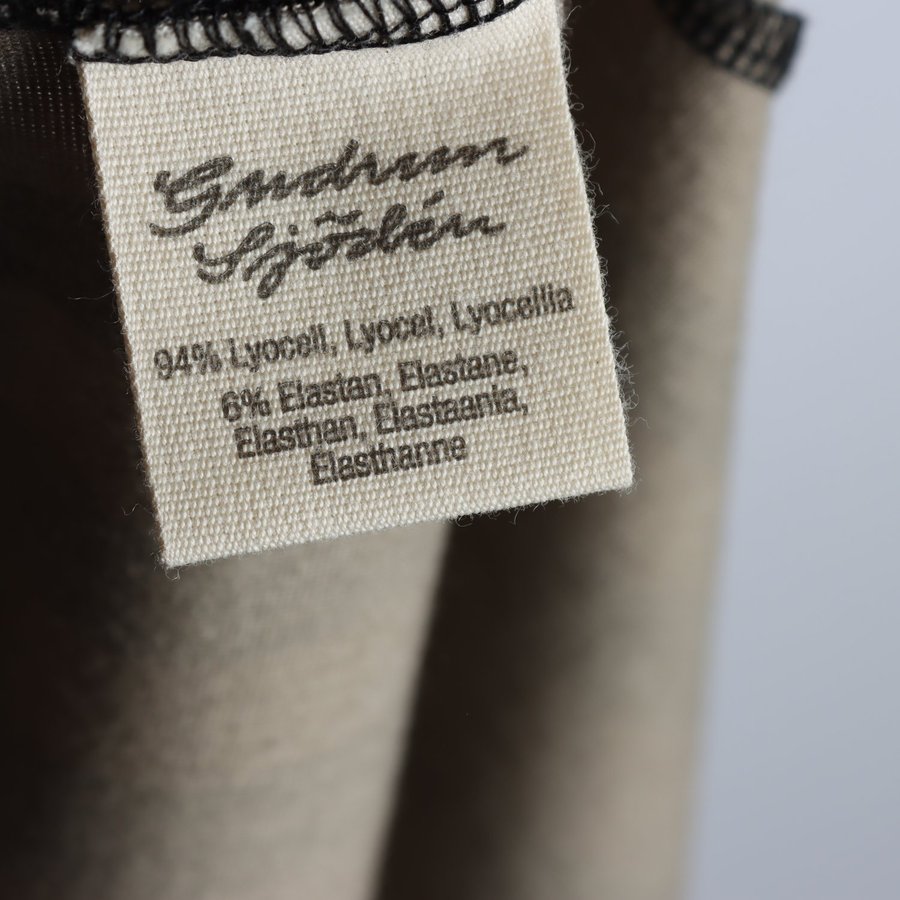 Gudrun
Sjödén
94% Lyocell, Lyocel, Lyocellia
6% Elastan, Elastane,
Elasthan, Elastaania,
Elasthanne